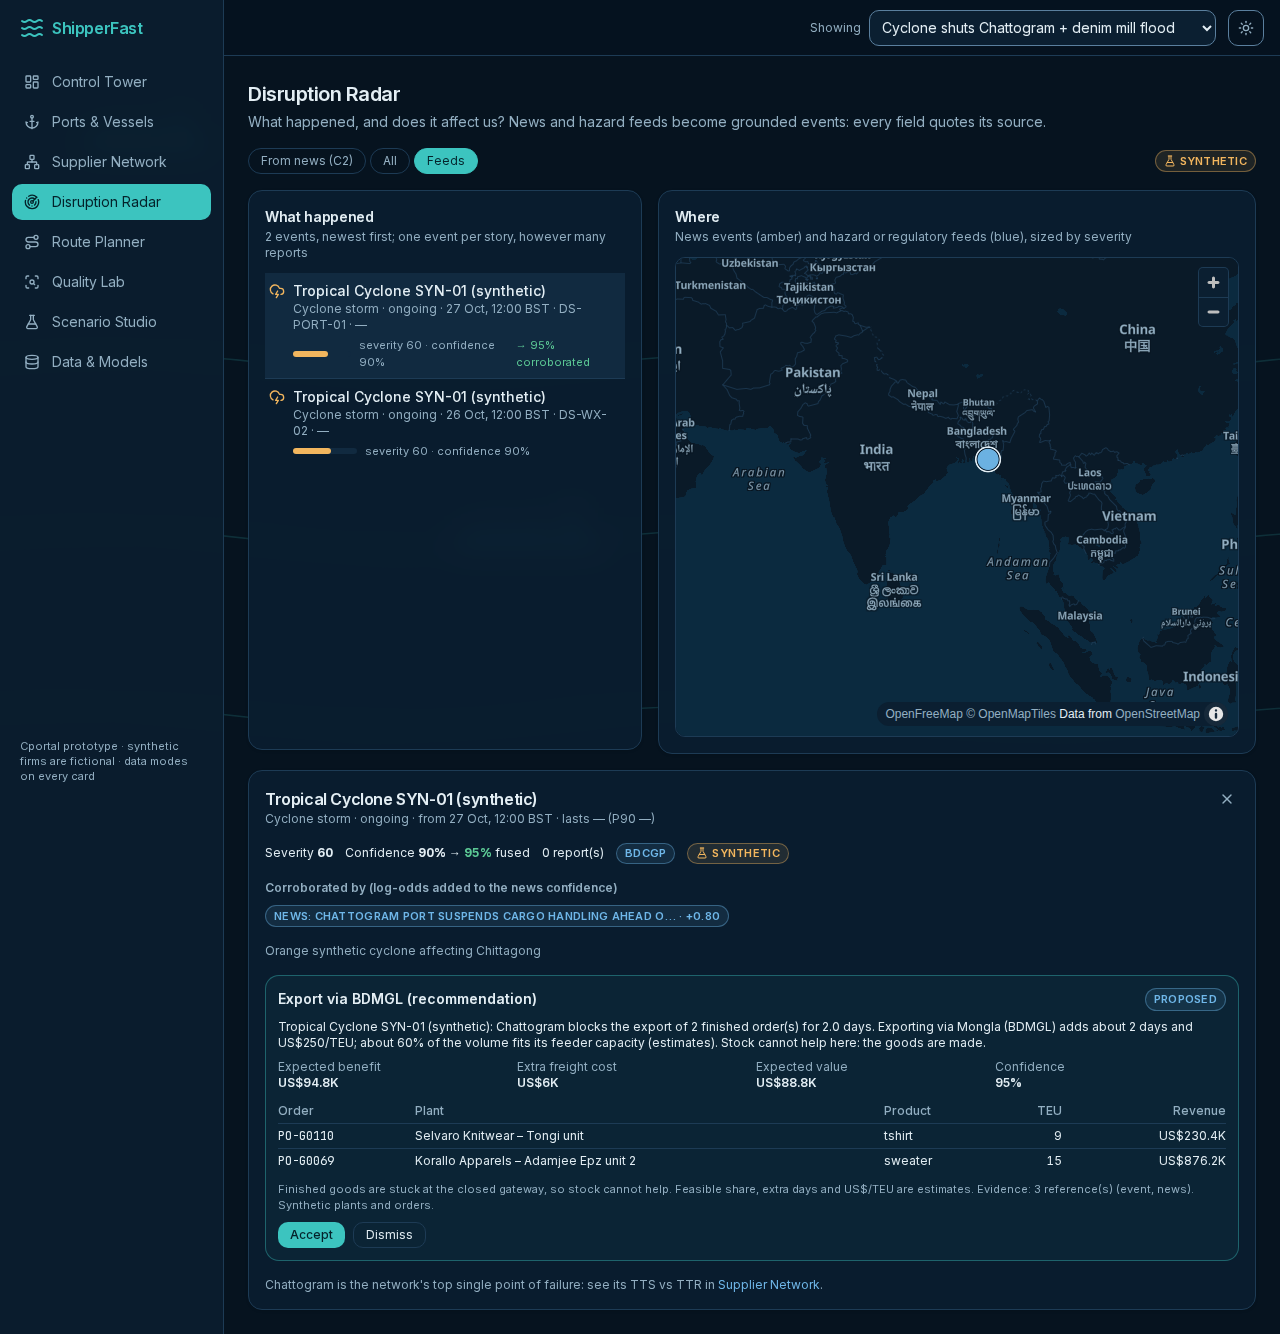 ShipperFast
Showing
Cyclone shuts Chattogram + denim mill flood
Control Tower
Ports & Vessels
Supplier Network
Disruption Radar
Route Planner
Quality Lab
Scenario Studio
Data & Models
Cportal prototype · synthetic
firms are fictional · data modes
on every card
Disruption Radar
What happened, and does it affect us? News and hazard feeds become grounded events: every field quotes its source.
From news (C2)
All
Feeds
SYNTHETIC
What happened
2 events, newest first; one event per story, however many
reports
Tropical Cyclone SYN-01 (synthetic)
Cyclone storm · ongoing · 27 Oct, 12:00 BST · DS-
PORT-01 · —
severity 60 · confidence
90%
→ 95%
corroborated
Tropical Cyclone SYN-01 (synthetic)
Cyclone storm · ongoing · 26 Oct, 12:00 BST · DS-WX-
02 · —
severity 60 · confidence 90%
Where
News events (amber) and hazard or regulatory feeds (blue), sized by severity
Uzbekistan
Кыргызстан
Turkmenistan
Tajikistan
Тоҷикистон
China
中国
Pakistan
پاکستان
Nepal
नेपाल
Bhutan
Bangladesh
বাংলাদেশ
India
भारत
Arabian
Sea
Laos
ປະເທດລາວ
Myanmar
မြန်မာ
Vietnam
Cambodia
កម្ពុជា
Andaman
Sea
Sri Lanka
ශ්‍රී ලංකාව
இலங்கை
Malaysia
Brunei
بروني دارالسلام
Indonesi
Java
OpenFreeMap © OpenMapTiles Data from OpenStreetMap
Tropical Cyclone SYN-01 (synthetic)
Cyclone storm · ongoing · from 27 Oct, 12:00 BST · lasts — (P90 —)
Severity 60 Confidence 90% → 95% fused 0 report(s) BDCGP SYNTHETIC
Corroborated by (log-odds added to the news confidence)
NEWS: CHATTOGRAM PORT SUSPENDS CARGO HANDLING AHEAD O... · +0.80
Orange synthetic cyclone affecting Chittagong
Export via BDMGL (recommendation)
PROPOSED
Tropical Cyclone SYN-01 (synthetic): Chattogram blocks the export of 2 finished order(s) for 2.0 days. Exporting via Mongla (BDMGL) adds about 2 days and
US$250/TEU; about 60% of the volume fits its feeder capacity (estimates). Stock cannot help here: the goods are made.
Expected benefit Extra freight cost Expected value Confidence
US$94.8K US$6K US$88.8K 95%
Order Plant Product TEU Revenue
PO-G0110 Selvaro Knitwear – Tongi unit tshirt 9 US$230.4K
PO-G0069 Korallo Apparels – Adamjee Epz unit 2 sweater 15 US$876.2K
Finished goods are stuck at the closed gateway, so stock cannot help. Feasible share, extra days and US$/TEU are estimates. Evidence: 3 reference(s) (event, news).
Synthetic plants and orders.
Accept
Dismiss
Chattogram is the network's top single point of failure: see its TTS vs TTR in Supplier Network.